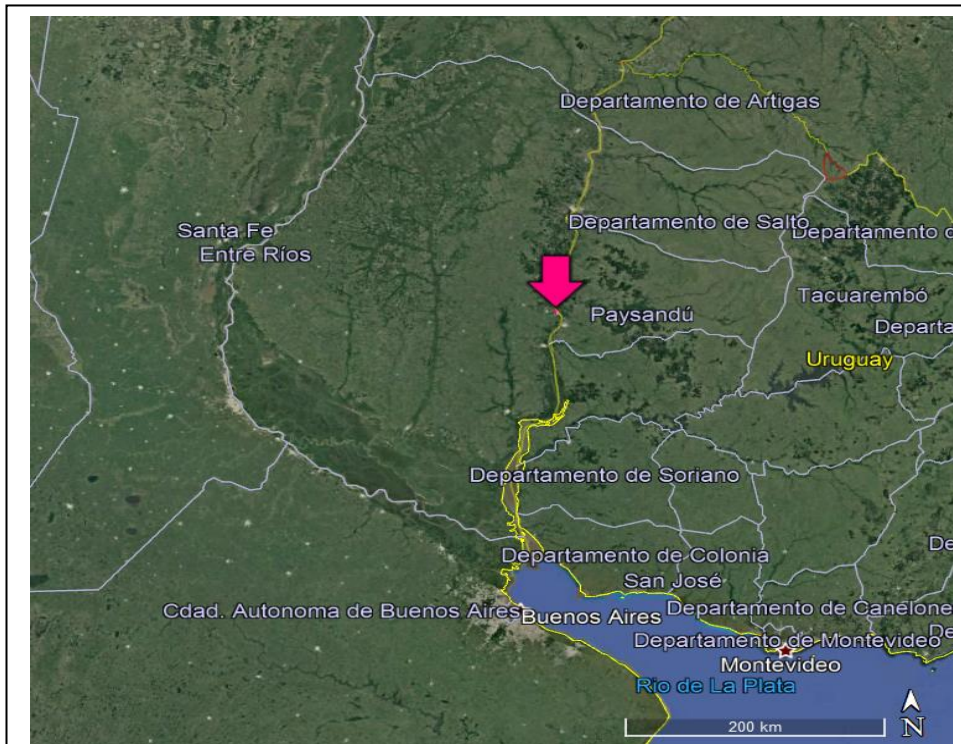 Departamento de Artigas
Santa Fe
Departamento de Salto
Departamento d
Entre Ríos
Tacuarembó
Paysandú
Departa
Uruguay
Departamento de Soriano
De
Departamento de Colonia
San José
Cdad. Autonoma de Buenos Aires
Buenos Aires
Departamento de Canelone
De
Departamento de Montevideo
Montevideo
Rio de La Plata
200 km
N